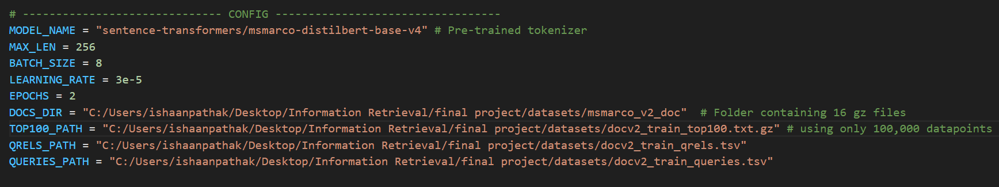 # ------------------------------ CONFIG ----------------------------------
MODEL_NAME = "sentence-transformers/msmarco-distilbert-base-v4" # Pre-trained tokenizer
MAX_LEN = 256
BATCH_SIZE = 8
LEARNING_RATE = 3e-5
EPOCHS = 2
DOCS_DIR = "C:/Users/ishaanpathak/Desktop/Information Retrieval/final project/datasets/msmarco_v2_doc"  # Folder containing 16 gz files
TOP100_PATH = "C:/Users/ishaanpathak/Desktop/Information Retrieval/final project/datasets/docv2_train_top100.txt.gz" # using only 100,000 datapoints
QRELS_PATH = "C:/Users/ishaanpathak/Desktop/Information Retrieval/final project/datasets/docv2_train_qrels.tsv"
QUERIES_PATH = "C:/Users/ishaanpathak/Desktop/Information Retrieval/final project/datasets/docv2_train_queries.tsv"